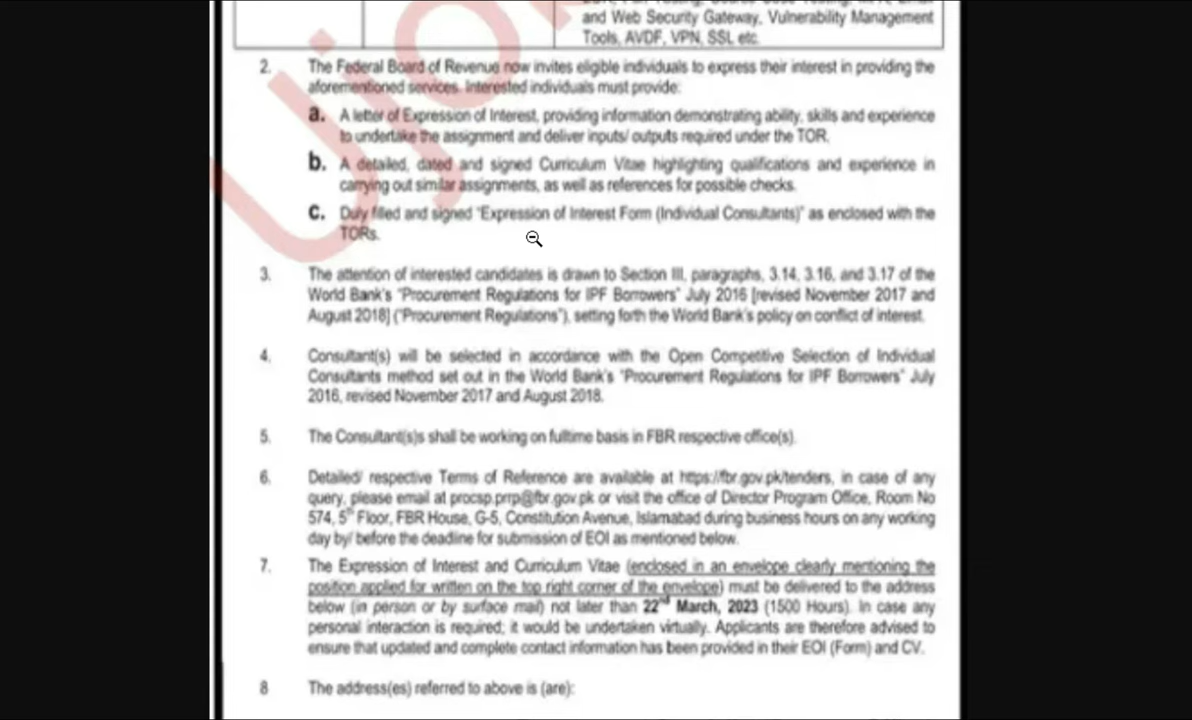 and Web Security Gateway, Vulnerability Management
Tools, AVDF, VPN, SSL etc.
2. The Federal Board of Revenue now invites eligible individuals to express their interest in providing the
aforementioned services. Interested individuals must provide:
a. A letter of Expression of Interest, providing information demonstrating ability, skills and experience
to undertake the assignment and deliver inputs/ outputs required under the TOR.
b. A detailed, dated and signed Curriculum Vitae highlighting qualifications and experience in
carrying out similar assignments, as well as references for possible checks.
c. Duly filled and signed "Expression of Interest Form (Individual Consultants)" as enclosed with the
TORs.
3. The attention of interested candidates is drawn to Section III, paragraphs, 3.14, 3.16, and 3.17 of the
World Bank's "Procurement Regulations for IPF Borrowers" July 2016 [revised November 2017 and
August 2018] ("Procurement Regulations"), setting forth the World Bank's policy on conflict of interest.
4. Consultant(s) will be selected in accordance with the Open Competitive Selection of Individual
Consultants method set out in the World Bank's "Procurement Regulations for IPF Borrowers" July
2016, revised November 2017 and August 2018.
5. The Consultant(s)s shall be working on fulltime basis in FBR respective office(s).
6. Detailed/ respective Terms of Reference are available at https://fbr.gov.pk/tenders, in case of any
query, please email at procsp.prrp@fbr.gov.pk or visit the office of Director Program Office, Room No
574, 5th Floor, FBR House, G-5, Constitution Avenue, Islamabad during business hours on any working
day by/ before the deadline for submission of EOI as mentioned below.
7. The Expression of Interest and Curriculum Vitae (enclosed in an envelope clearly mentioning the
position applied for written on the top right corner of the envelope) must be delivered to the address
below (in person or by surface mail) not later than 22nd March, 2023 (1500 Hours). In case any
personal interaction is required; it would be undertaken virtually. Applicants are therefore advised to
ensure that updated and complete contact information has been provided in their EOI (Form) and CV.
8 The address(es) referred to above is (are):